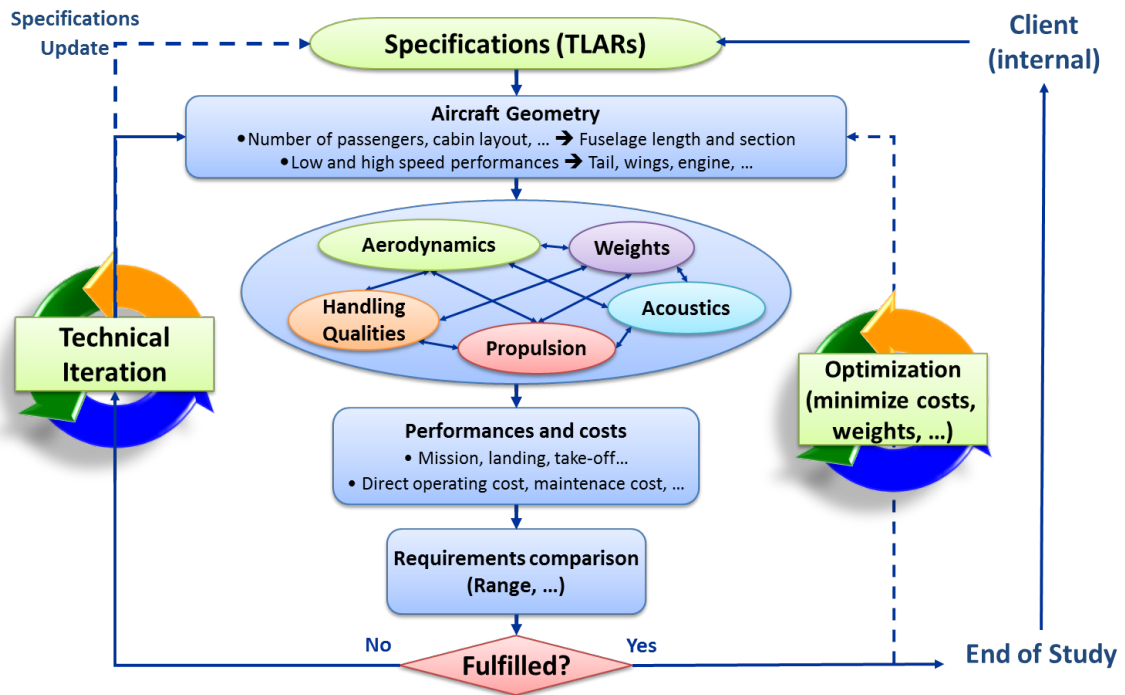 Specifications
Update
Specifications (TLARs)
Client
(internal)
Aircraft Geometry
•Number of passengers, cabin layout, … ➔ Fuselage length and section
•Low and high speed performances ➔ Tail, wings, engine, …
Aerodynamics
Weights
Handling
Qualities
Acoustics
Propulsion
Technical
Iteration
Optimization
(minimize costs,
weights, …)
Performances and costs
• Mission, landing, take-off…
• Direct operating cost, maintenace cost, …
Requirements comparison
(Range, …)
No
Yes
Fulfilled?
End of Study